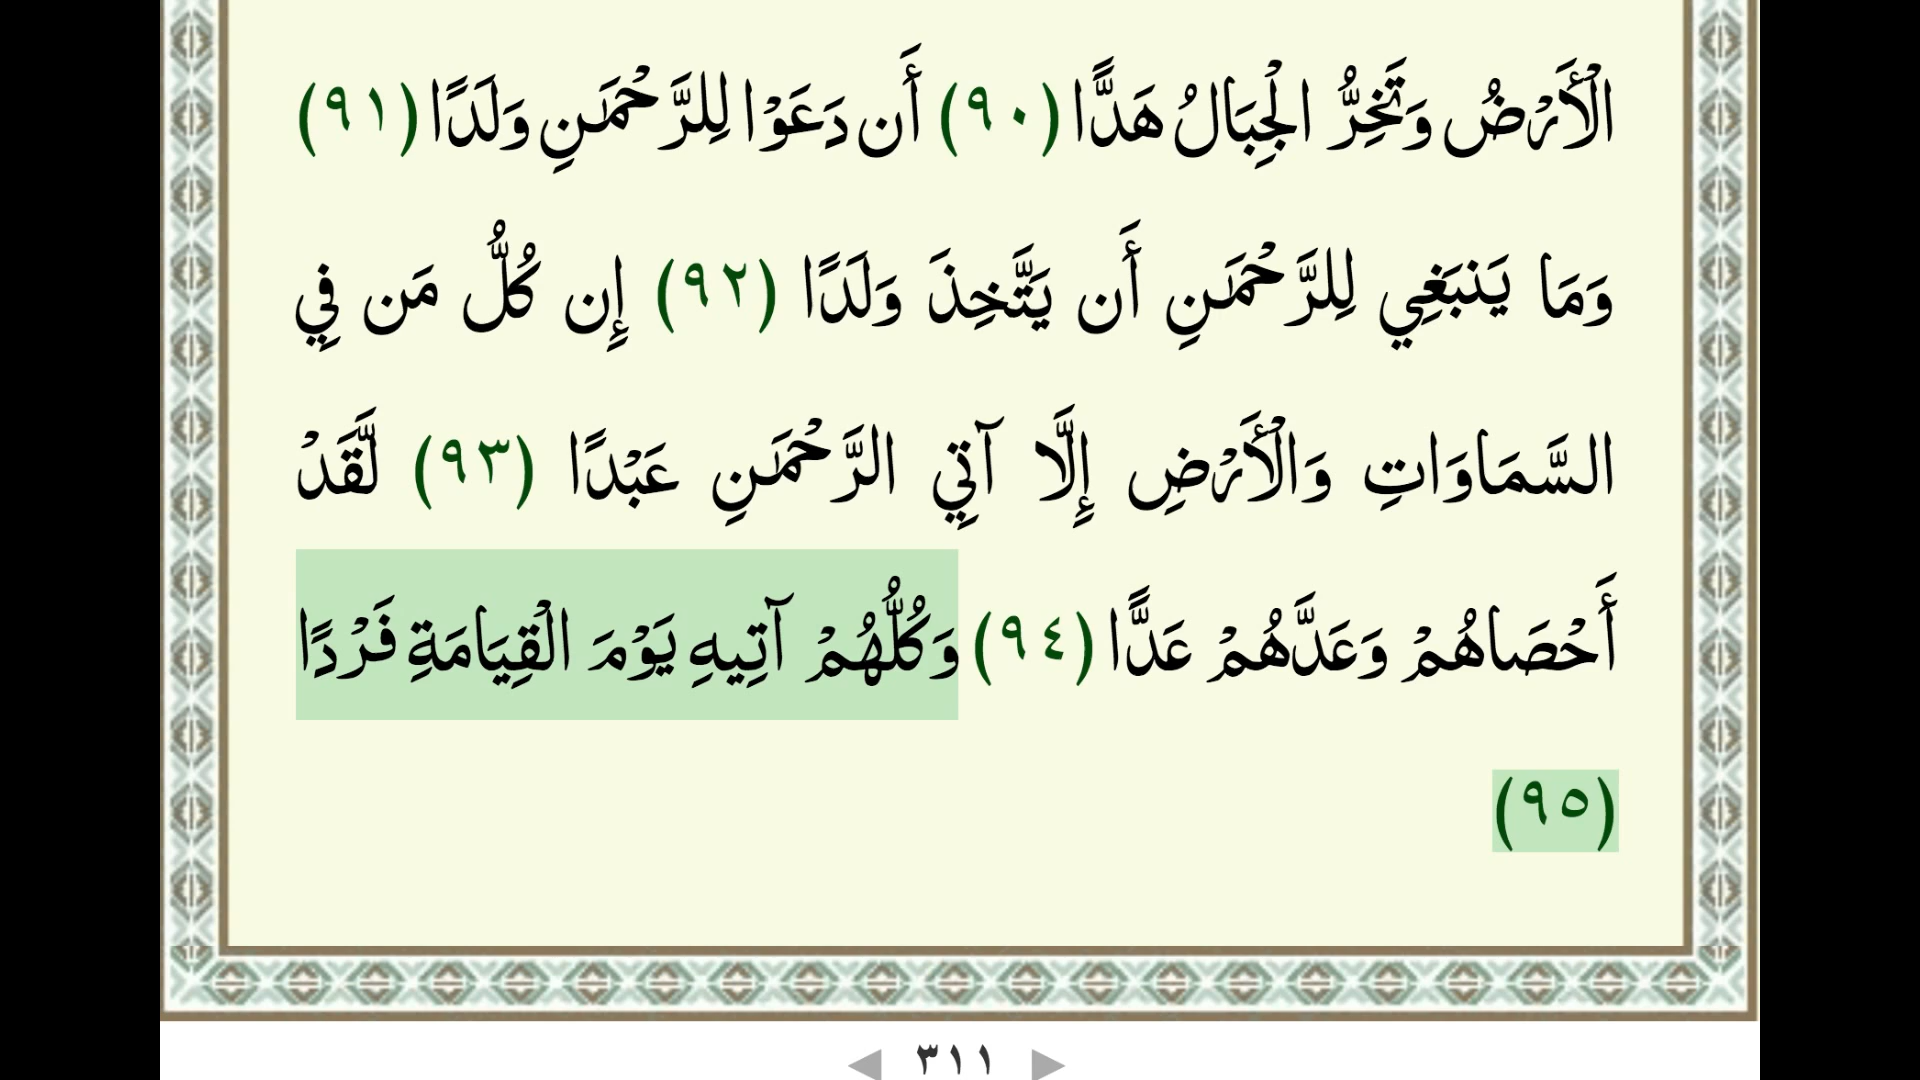 الْأَرْضُ وَتَخِرُّ الْجِبَالُ هَدًّا (٩٠) أَن دَعَوْا لِلرَّحْمَٰنِ وَلَدًا (٩١)
وَمَا يَنبَغِي لِلرَّحْمَٰنِ أَن يَتَّخِذَ وَلَدًا (٩٢) إِن كُلُّ مَن فِي
السَّمَاوَاتِ وَالْأَرْضِ إِلَّا آتِي الرَّحْمَٰنِ عَبْدًا (٩٣) لَّقَدْ
أَحْصَاهُمْ وَعَدَّهُمْ عَدًّا (٩٤) وَكُلُّهُمْ آتِيهِ يَوْمَ الْقِيَامَةِ فَرْدًا
(٩٥)
٣١١